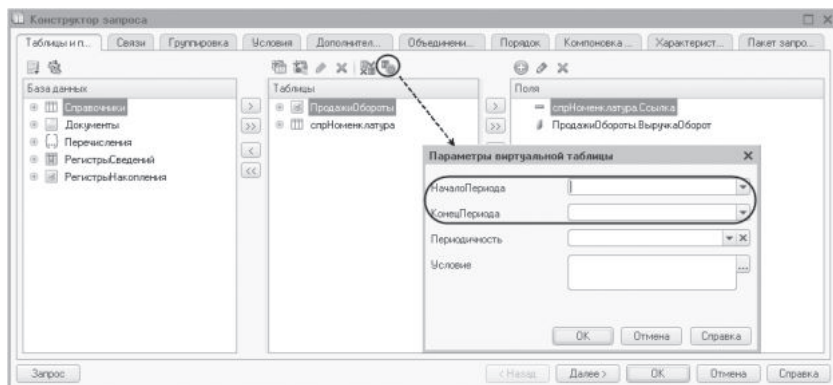 Конструктор запроса
Таблицы и п... Связи Группировка Условия Дополнител... Объединени... Порядок Компоновка ... Характерист... Пакет запро...
База данных
Справочники
Документы
Перечисления
РегистрыСведений
РегистрыНакопления
>
>>
<
<<
Таблицы
ПродажиОбороты
спрНоменклатура
>
>>
Поля
спрНоменклатура.Ссылка
ПродажиОбороты.ВыручкаОборот
Параметры виртуальной таблицы
НачалоПериода
КонецПериода
Периодичность
Условие
...
ОК Отмена Справка
Запрос < Назад Далее > ОК Отмена Справка